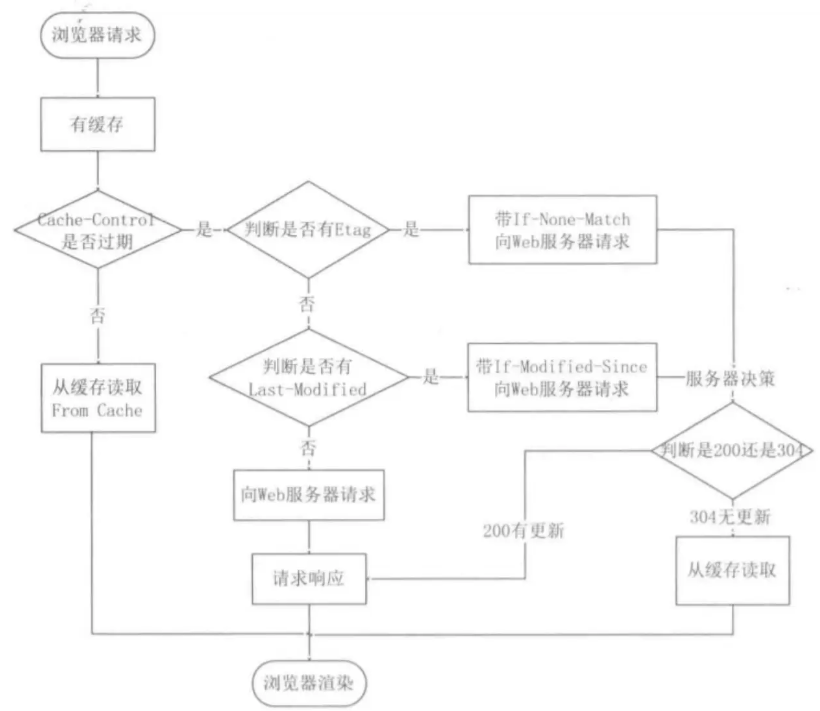 浏览器请求
有缓存
Cache-Control
是否过期
是
判断是否有Etag
是
带If-None-Match
向Web服务器请求
否
否
从缓存读取
From Cache
判断是否有
Last-Modified
是
带If-Modified-Since
向Web服务器请求
服务器决策
判断是200还是304
否
向Web服务器请求
200有更新
304无更新
请求响应
从缓存读取
浏览器渲染